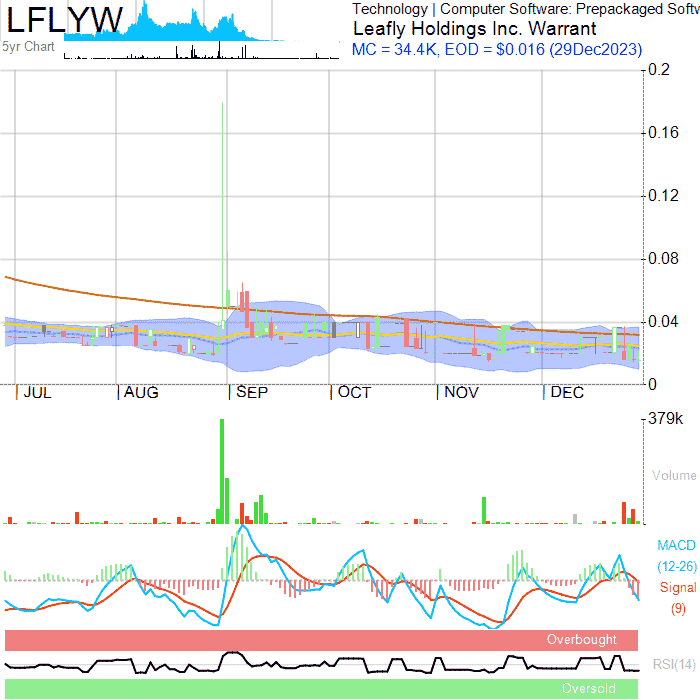 LFLYW
5yr Chart
Technology | Computer Software: Prepackaged Softw
Leafly Holdings Inc. Warrant
MC = 34.4K, EOD = $0.016 (29Dec2023)
0.2
0.16
0.12
0.08
0.04
0
JUL
AUG
SEP
OCT
NOV
DEC
379k
Volume
MACD
(12-26)
Signal
(9)
Overbought
RSI(14)
Oversold